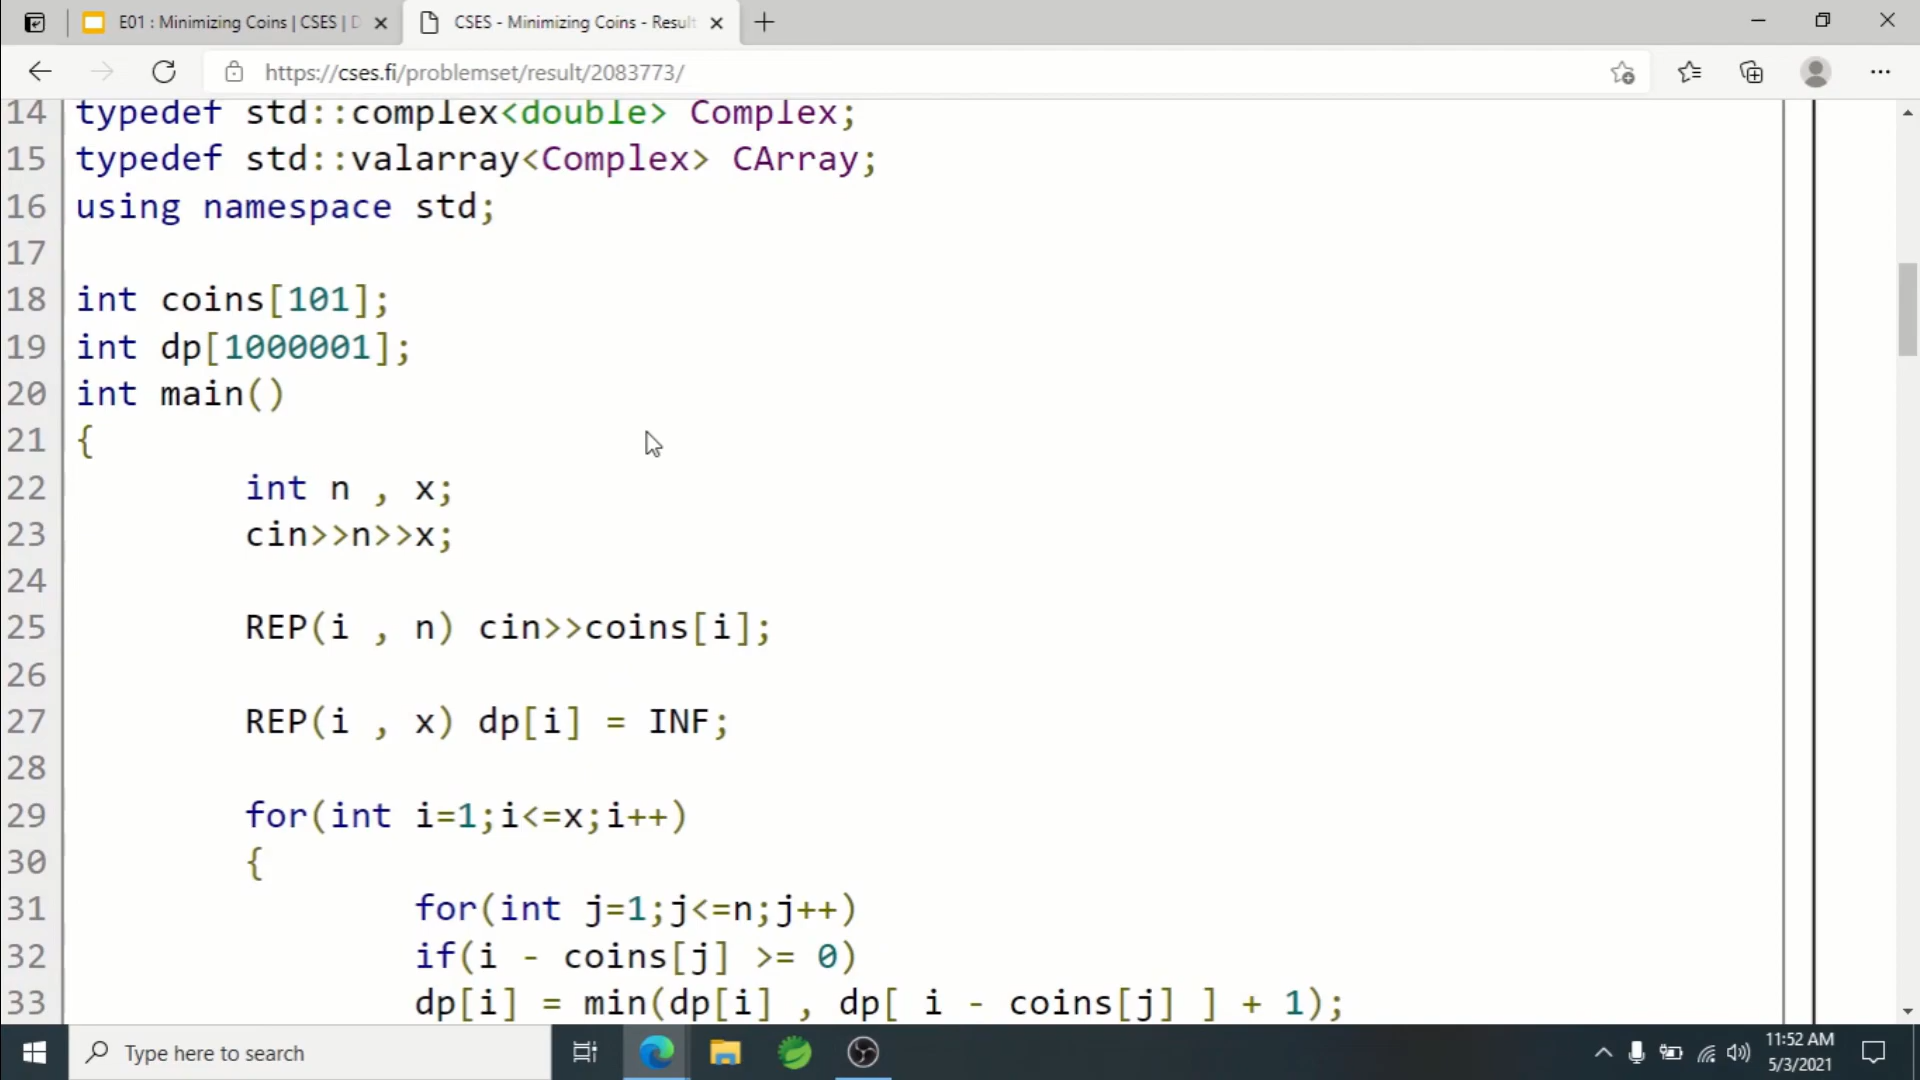 E01 : Minimizing Coins | CSES | D
CSES - Minimizing Coins - Result
https://cses.fi/problemset/result/2083773/
14 typedef std::complex<double> Complex;
15 typedef std::valarray<Complex> CArray;
16 using namespace std;
17
18 int coins[101];
19 int dp[1000001];
20 int main()
21 {
22 int n , x;
23 cin>>n>>x;
24
25 REP(i , n) cin>>coins[i];
26
27 REP(i , x) dp[i] = INF;
28
29 for(int i=1;i<=x;i++)
30 {
31 for(int j=1;j<=n;j++)
32 if(i - coins[j] >= 0)
33 dp[i] = min(dp[i] , dp[ i - coins[j] ] + 1);
Type here to search
11:52 AM
5/3/2021